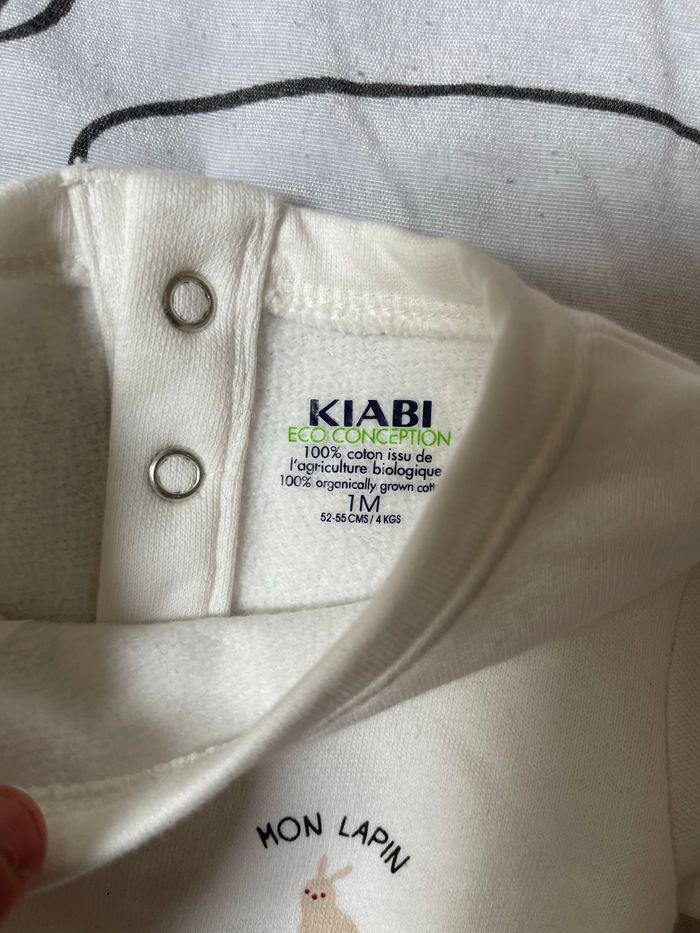 KIABI
ECO CONCEPTION
100% coton issu de
l'agriculture biologique
100% organically grown
1M
52-55 CMS / 4 KGS
MON LAPIN